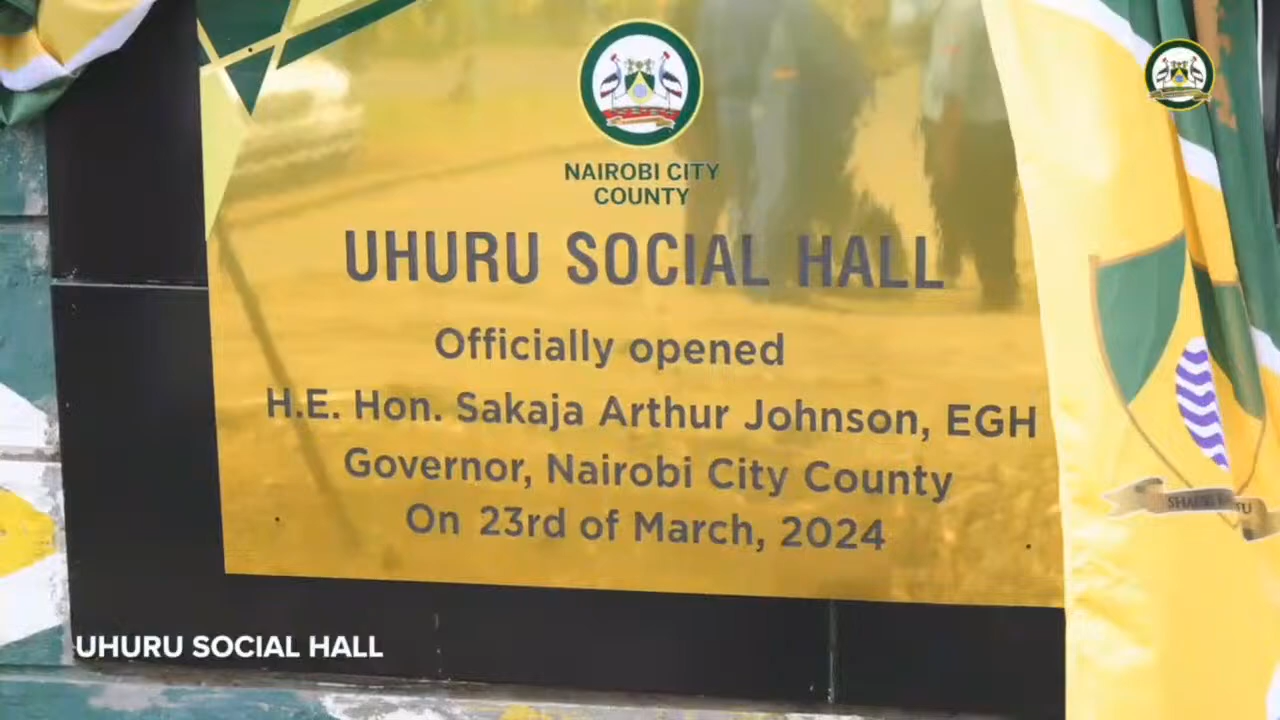 NAIROBI CITY
COUNTY
UHURU SOCIAL HALL
Officially opened
H.E. Hon. Sakaja Arthur Johnson, EGH
Governor, Nairobi City County
On 23rd of March, 2024
UHURU SOCIAL HALL